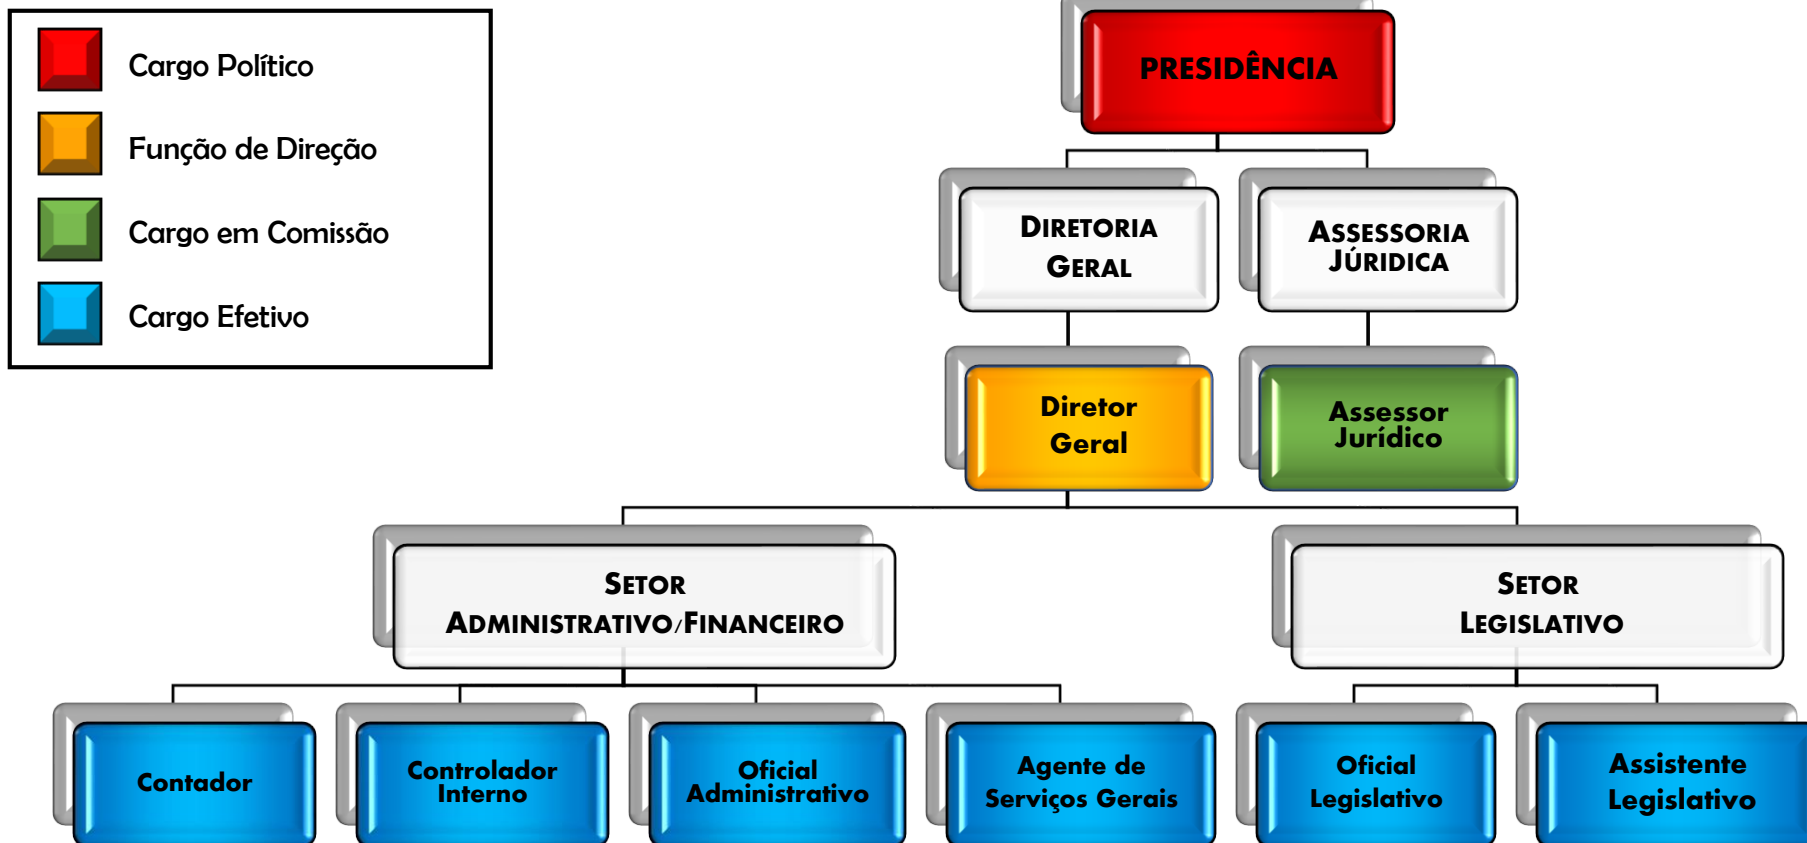 Cargo Político
Função de Direção
Cargo em Comissão
Cargo Efetivo
PRESIDÊNCIA
DIRETORIA
GERAL
ASSESSORIA
JÚRIDICA
Diretor
Geral
Assessor
Jurídico
SETOR
ADMINISTRATIVO/FINANCEIRO
SETOR
LEGISLATIVO
Contador
Controlador
Interno
Oficial
Administrativo
Agente de
Serviços Gerais
Oficial
Legislativo
Assistente
Legislativo